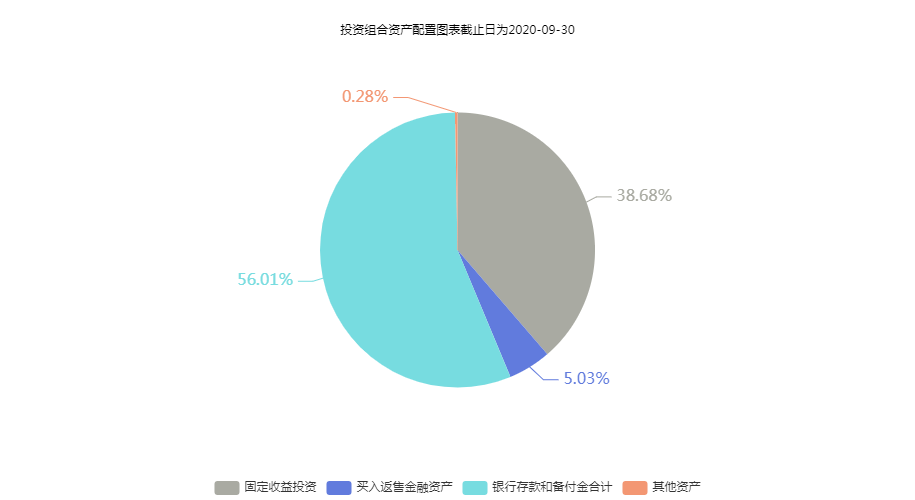 投资组合资产配置图表截止日为2020-09-30
0.28%
38.68%
56.01%
5.03%
固定收益投资 买入返售金融资产 银行存款和备付金合计 其他资产